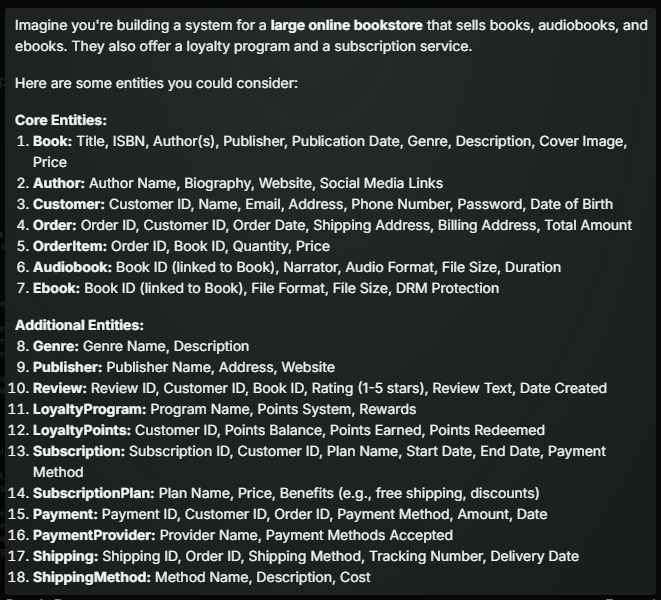 Imagine you're building a system for a large online bookstore that sells books, audiobooks, and
ebooks. They also offer a loyalty program and a subscription service.
Here are some entities you could consider:
Core Entities:
1. Book: Title, ISBN, Author(s), Publisher, Publication Date, Genre, Description, Cover Image,
Price
2. Author: Author Name, Biography, Website, Social Media Links
3. Customer: Customer ID, Name, Email, Address, Phone Number, Password, Date of Birth
4. Order: Order ID, Customer ID, Order Date, Shipping Address, Billing Address, Total Amount
5. OrderItem: Order ID, Book ID, Quantity, Price
6. Audiobook: Book ID (linked to Book), Narrator, Audio Format, File Size, Duration
7. Ebook: Book ID (linked to Book), File Format, File Size, DRM Protection
Additional Entities:
8. Genre: Genre Name, Description
9. Publisher: Publisher Name, Address, Website
10. Review: Review ID, Customer ID, Book ID, Rating (1-5 stars), Review Text, Date Created
11. LoyaltyProgram: Program Name, Points System, Rewards
12. LoyaltyPoints: Customer ID, Points Balance, Points Earned, Points Redeemed
13. Subscription: Subscription ID, Customer ID, Plan Name, Start Date, End Date, Payment
Method
14. SubscriptionPlan: Plan Name, Price, Benefits (e.g., free shipping, discounts)
15. Payment: Payment ID, Customer ID, Order ID, Payment Method, Amount, Date
16. PaymentProvider: Provider Name, Payment Methods Accepted
17. Shipping: Shipping ID, Order ID, Shipping Method, Tracking Number, Delivery Date
18. ShippingMethod: Method Name, Description, Cost